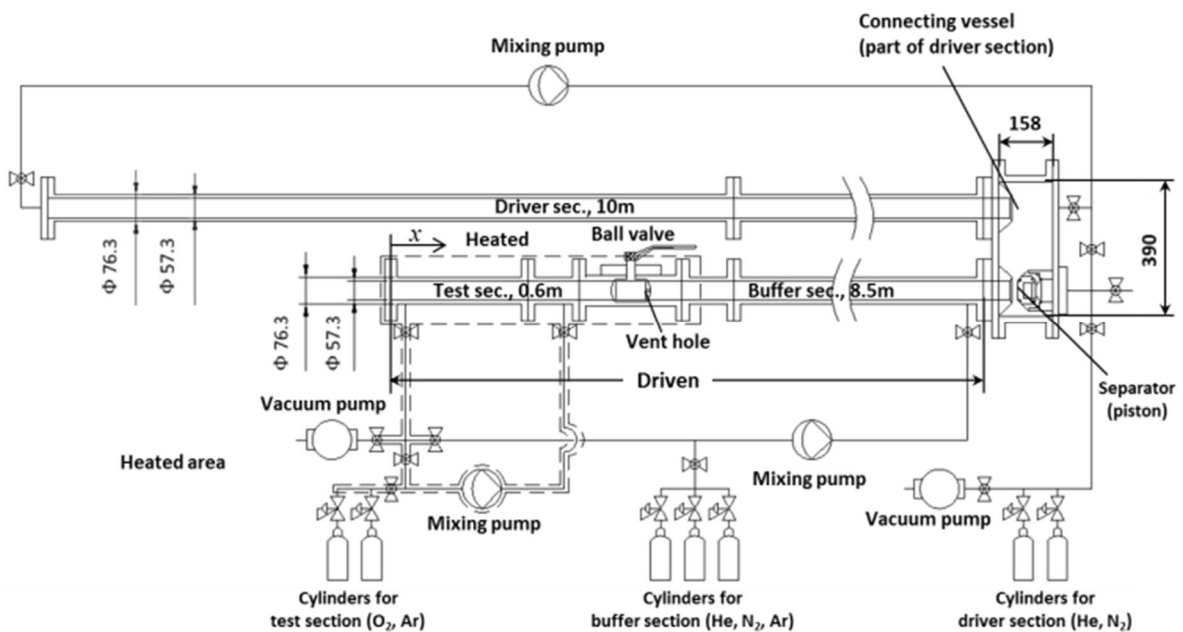 Connecting vessel
(part of driver section)
Mixing pump
158
Driver sec., 10m
390
Φ 76.3
Φ 57.3
x
Heated
Ball valve
Test sec., 0.6m
Buffer sec., 8.5m
Vent hole
Φ 76.3
Φ 57.3
Driven
Separator
(piston)
Vacuum pump
Heated area
Mixing pump
Mixing pump
Vacuum pump
Cylinders for
test section (O₂, Ar)
Cylinders for
buffer section (He, N₂, Ar)
Cylinders for
driver section (He, N₂)